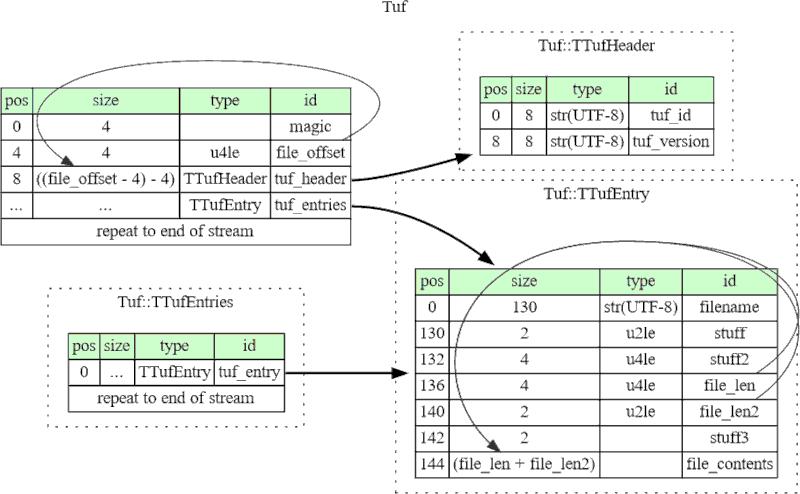 Tuf
pos size type id
0 4 magic
4 4 u4le file_offset
8 ((file_offset - 4) - 4) TTufHeader tuf_header
... ... TTufEntry tuf_entries
repeat to end of stream
Tuf::TTufHeader
pos size type id
0 8 str(UTF-8) tuf_id
8 8 str(UTF-8) tuf_version
Tuf::TTufEntries
pos size type id
0 ... TTufEntry tuf_entry
repeat to end of stream
Tuf::TTufEntry
pos size type id
0 130 str(UTF-8) filename
130 2 u2le stuff
132 4 u4le stuff2
136 4 u4le file_len
140 2 u2le file_len2
142 2 stuff3
144 (file_len + file_len2) file_contents